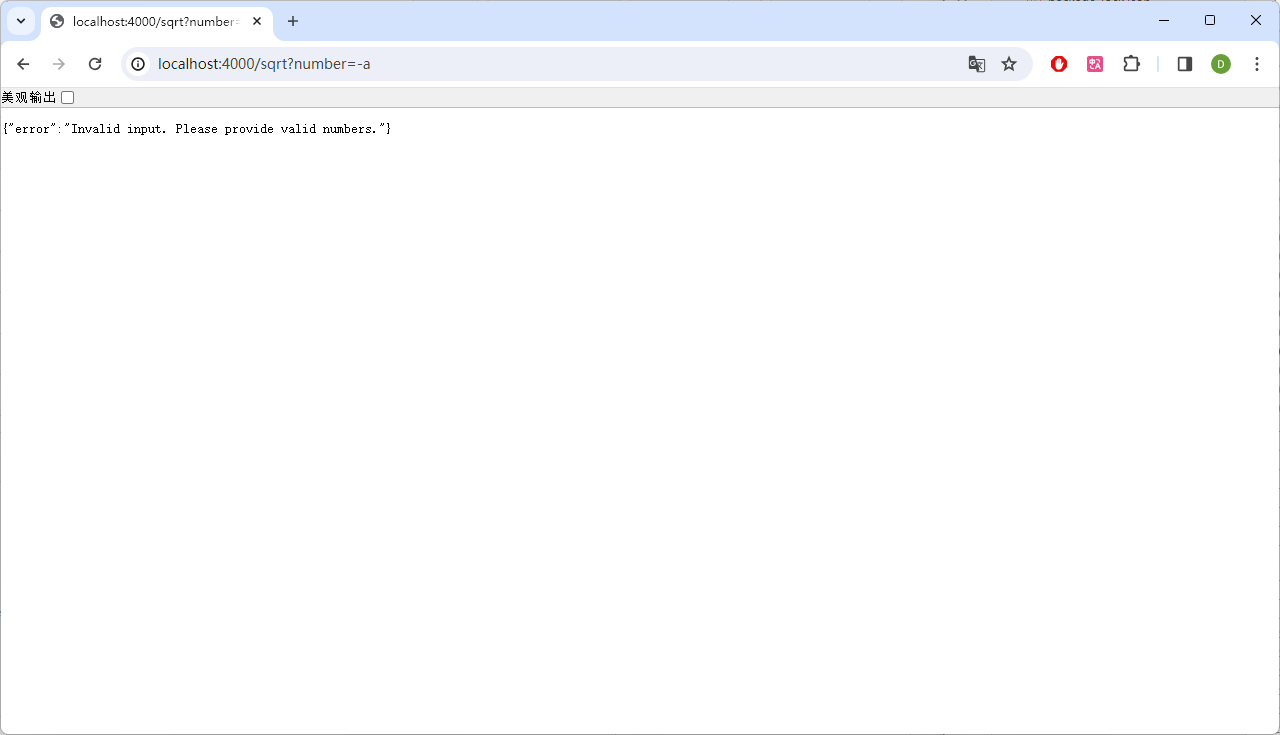 localhost:4000/sqrt?number=
localhost:4000/sqrt?number=-a
D
美观输出
{"error":"Invalid input. Please provide valid numbers."}